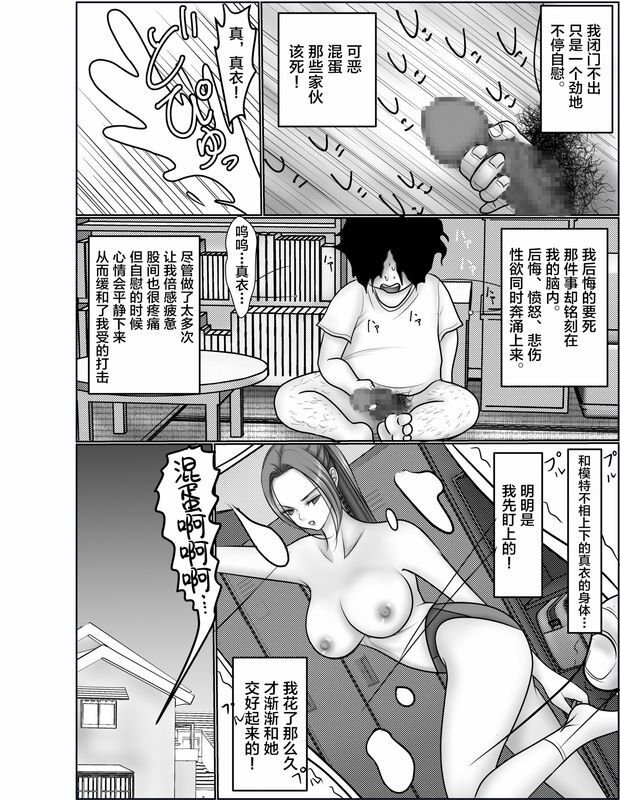 我闭门不出
只是一个劲地
不停自慰。
可恶
混蛋
那些家伙
该死！
真，真衣！
どぴゅっ
我后悔的要死
那件事却铭刻在
我的脑内。
后悔、愤怒、悲伤
性欲同时奔涌上来。
呜呜…真衣…
尽管做了太多次
让我倍感疲惫
股间也很疼痛
但自慰的时候
心情会平静下来
从而缓和了我受的打击
和模特不相上下的真衣的身体…
明明是
我先盯上的！
我花了那么久
才渐渐和她
交好起来的！
混蛋啊啊啊…